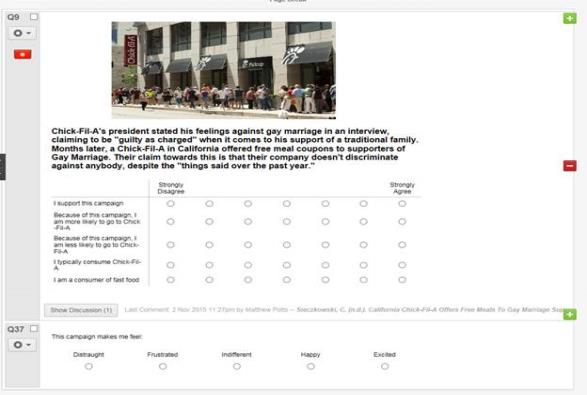 Q9
Chick-Fil-A
Chick-Fil-A's president stated his feelings against gay marriage in an interview,
claiming to be "guilty as charged" when it comes to his support of a traditional family.
Months later, a Chick-Fil-A in California offered free meal coupons to supporters of
Gay Marriage. Their claim towards this is that their company doesn't discriminate
against anybody, despite the "things said over the past year."
Strongly Disagree
Strongly Agree
I support this campaign
Because of this campaign, I
am more likely to go to Chick
-Fil-A
Because of this campaign, I
am less likely to go to Chick-
Fil-A
I typically consume Chick-Fil-
A
I am a consumer of fast food
Show Discussion (1)
Last Comment: 2 Nov 2015 11:27pm by Matthew Potts -- Sieczkowski, C. (n.d.). California Chick-Fil-A Offers Free Meals To Gay Marriage
Q37
This campaign makes me feel:
Distraught
Frustrated
Indifferent
Happy
Excited